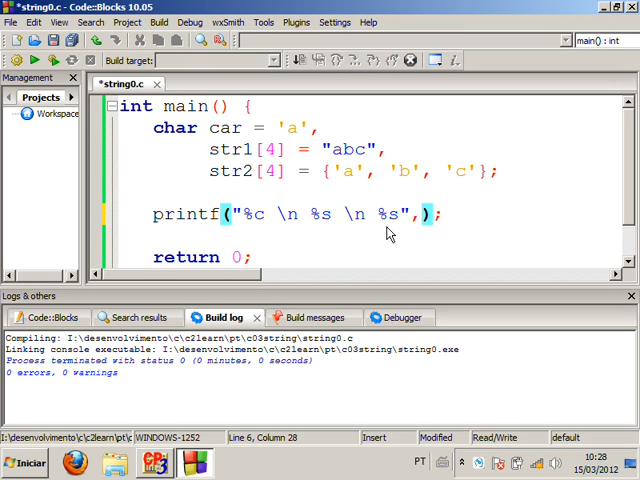 *string0.c - Code::Blocks 10.05
File Edit View Search Project Build Debug wxSmith Tools Plugins Settings Help
main() : int
Build target:
Management
*string0.c
Projects
Workspace
int main() {
char car = 'a',
str1[4] = "abc",
str2[4] = {'a', 'b', 'c'};
printf("%c \n %s \n %s",);
return 0;
Logs & others
Code::Blocks Search results Build log Build messages Debugger
Compiling: I:\desenvolvimento\c\c2learn\pt\c03string\string0.c
Linking console executable: I:\desenvolvimento\c\c2learn\pt\c03string\string0.exe
Process terminated with status 0 (0 minutes, 0 seconds)
0 errors, 0 warnings
I:\desenvolvimento\c\c2learn\pt\c03s WINDOWS-1252 Line 6, Column 28 Insert Modified Read/Write default
Iniciar PT 10:28
15/03/2012